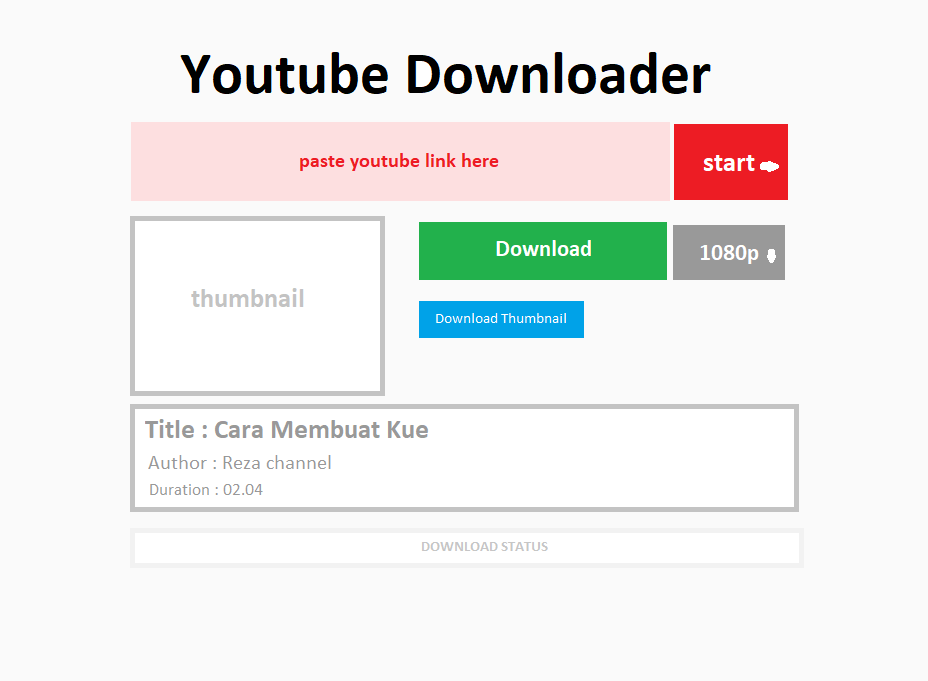 Youtube Downloader
paste youtube link here
start
thumbnail
Download
1080p
Download Thumbnail
Title : Cara Membuat Kue
Author : Reza channel
Duration : 02.04
DOWNLOAD STATUS